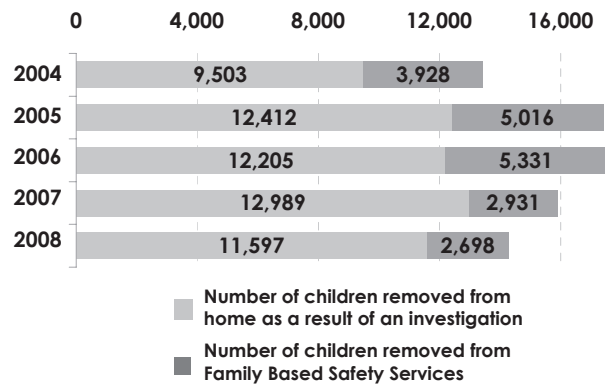 0 4,000 8,000 12,000 16,000
2004 9,503 3,928
2005 12,412 5,016
2006 12,205 5,331
2007 12,989 2,931
2008 11,597 2,698
Number of children removed from
home as a result of an investigation
Number of children removed from
Family Based Safety Services